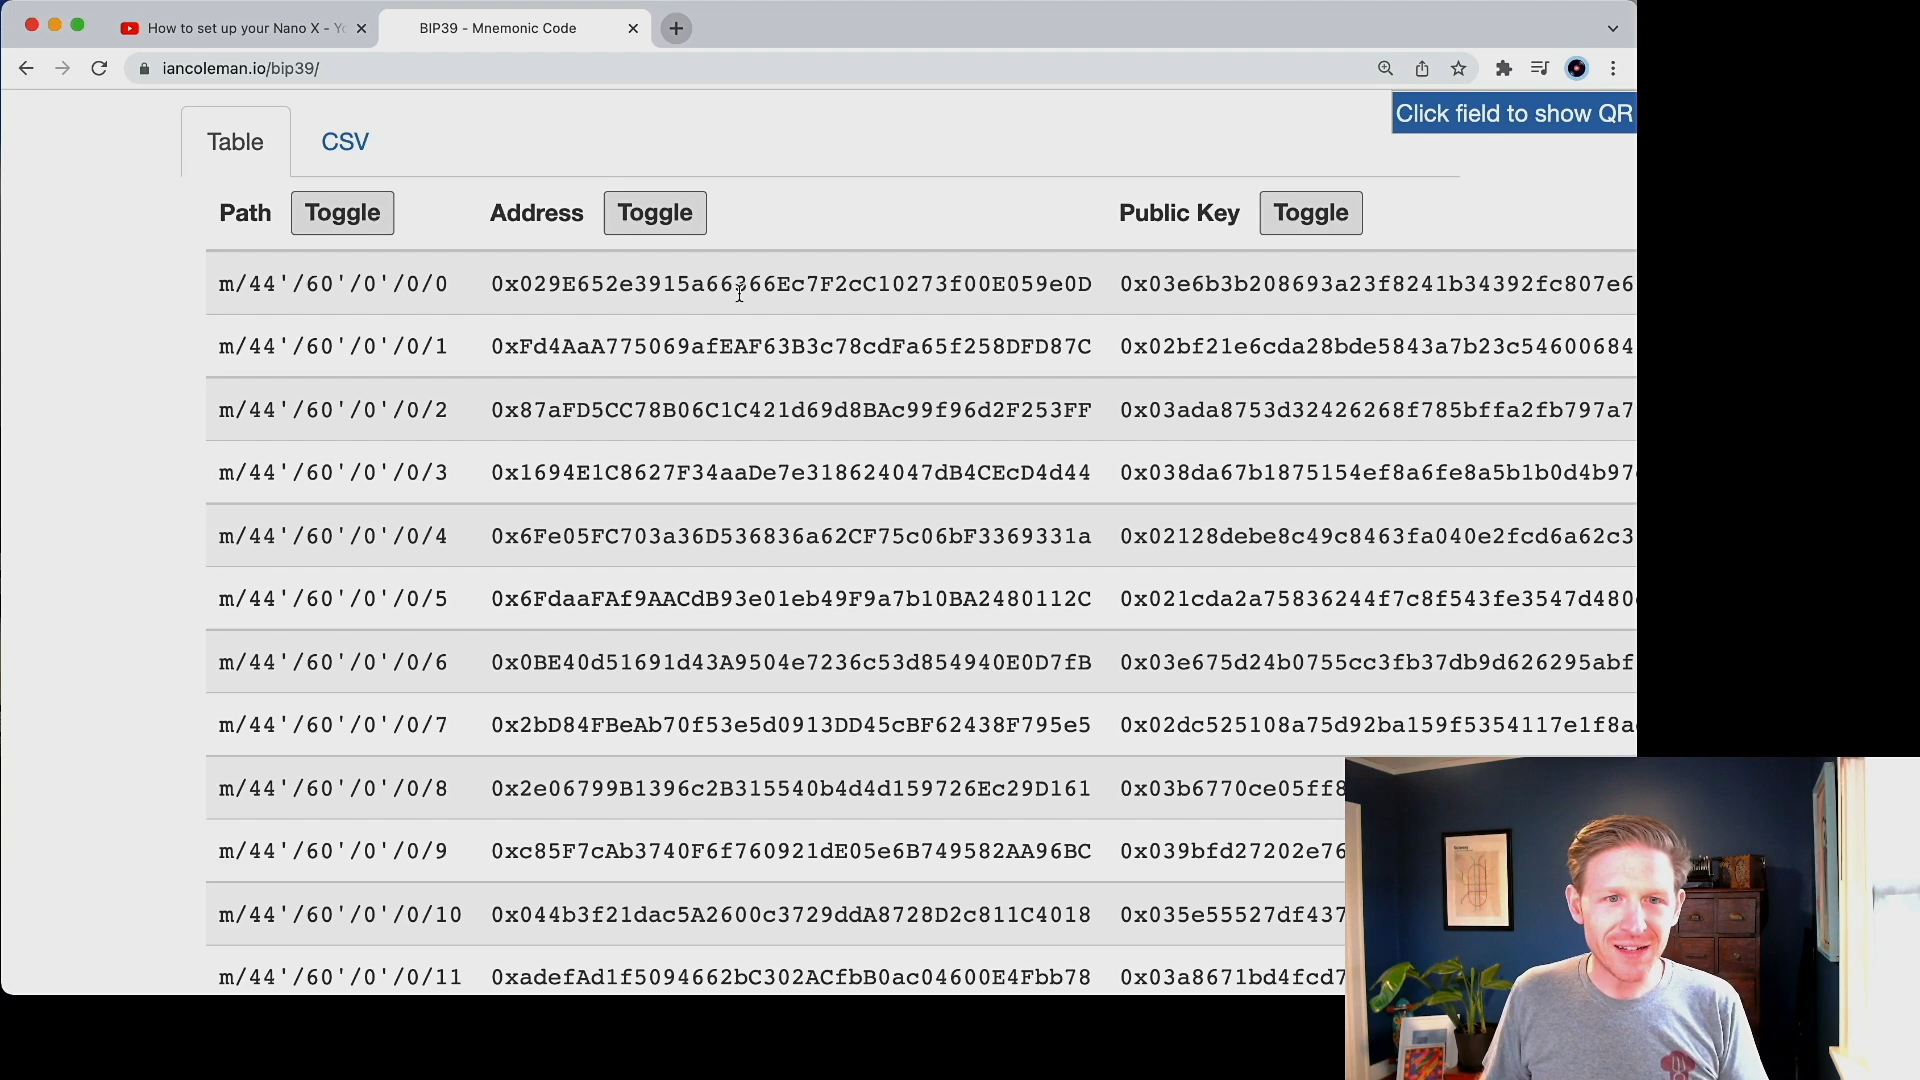 How to set up your Nano X - Yo
BIP39 - Mnemonic Code
iancoleman.io/bip39/
Click field to show QR
Table CSV
Path Toggle Address Toggle Public Key Toggle
m/44'/60'/0'/0/0 0x029E652e3915a66366Ec7F2cC10273f00E059e0D 0x03e6b3b208693a23f8241b34392fc807e6
m/44'/60'/0'/0/1 0xFd4AaA775069afEAF63B3c78cdFa65f258DFD87C 0x02bf21e6cda28bde5843a7b23c54600684
m/44'/60'/0'/0/2 0x87aFD5CC78B06C1C421d69d8BAc99f96d2F253FF 0x03ada8753d32426268f785bffa2fb797a7
m/44'/60'/0'/0/3 0x1694E1C8627F34aaDe7e318624047dB4CEcD4d44 0x038da67b1875154ef8a6fe8a5b1b0d4b97
m/44'/60'/0'/0/4 0x6Fe05FC703a36D536836a62CF75c06bF3369331a 0x02128debe8c49c8463fa040e2fcd6a62c3
m/44'/60'/0'/0/5 0x6FdaaFAf9AACdB93e01eb49F9a7b10BA2480112C 0x021cda2a75836244f7c8f543fe3547d480
m/44'/60'/0'/0/6 0x0BE40d51691d43A9504e7236c53d854940E0D7fB 0x03e675d24b0755cc3fb37db9d626295abf
m/44'/60'/0'/0/7 0x2bD84FBeAb70f53e5d0913DD45cBF62438F795e5 0x02dc525108a75d92ba159f5354117e1f8a
m/44'/60'/0'/0/8 0x2e06799B1396c2B315540b4d4d159726Ec29D161 0x03b6770ce05ff8
m/44'/60'/0'/0/9 0xc85F7cAb3740F6f760921dE05e6B749582AA96BC 0x039bfd27202e76
m/44'/60'/0'/0/10 0x044b3f21dac5A2600c3729ddA8728D2c811C4018 0x035e55527df437
m/44'/60'/0'/0/11 0xadefAd1f5094662bC302ACfbB0ac04600E4Fbb78 0x03a8671bd4fcd7